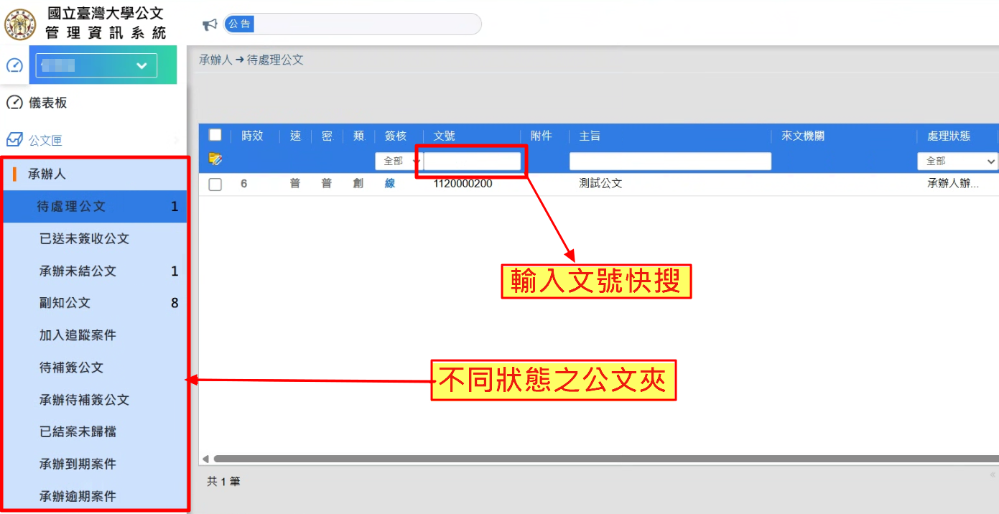 國立臺灣大學公文
管理資訊系統
公告
儀表板
公文匣
承辦人
待處理公文 1
已送未簽收公文
承辦未結公文 1
副知公文 8
加入追蹤案件
待補簽公文
承辦待補簽公文
已結案未歸檔
承辦到期案件
承辦逾期案件
承辦人➜待處理公文
時效 速 密 類 簽核 文號 附件 主旨 來文機關 處理狀態
全部 全部
6 普 普 創 線 1120000200 測試公文 承辦人辦...
輸入文號快搜
不同狀態之公文夾
共 1 筆